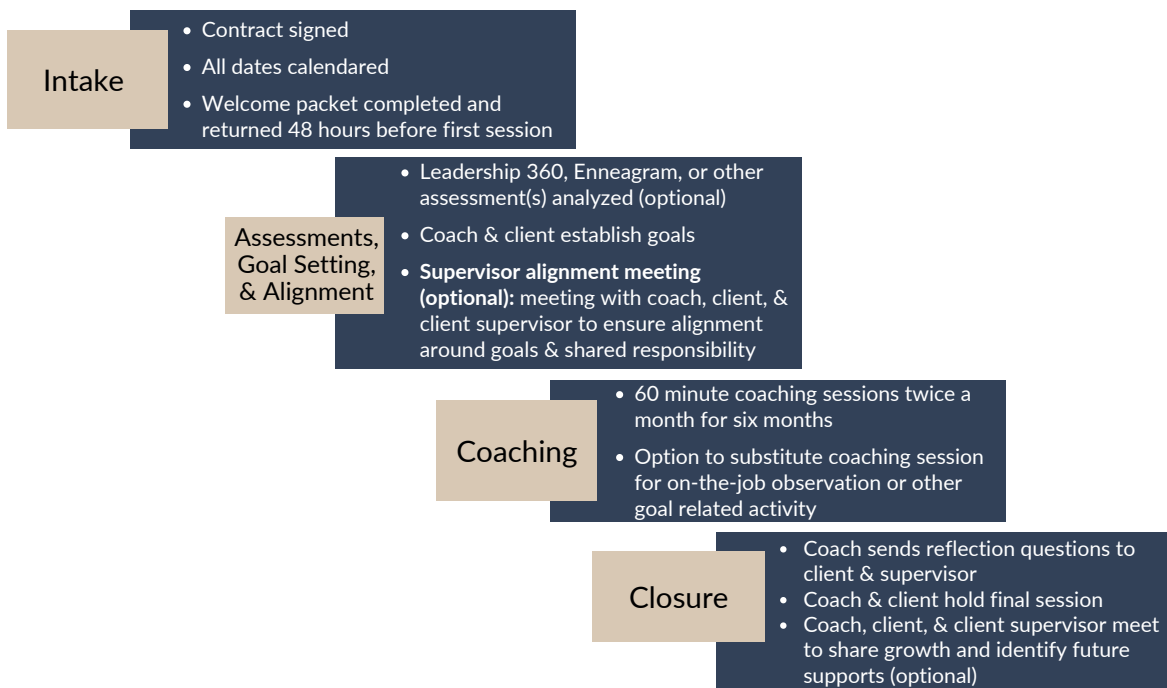 Intake
• Contract signed
• All dates calendared
• Welcome packet completed and
returned 48 hours before first session
Assessments,
Goal Setting,
& Alignment
• Leadership 360, Enneagram, or other
assessment(s) analyzed (optional)
• Coach & client establish goals
• Supervisor alignment meeting
(optional): meeting with coach, client, &
client supervisor to ensure alignment
around goals & shared responsibility
Coaching
• 60 minute coaching sessions twice a
month for six months
• Option to substitute coaching session
for on-the-job observation or other
goal related activity
Closure
• Coach sends reflection questions to
client & supervisor
• Coach & client hold final session
• Coach, client, & client supervisor meet
to share growth and identify future
supports (optional)